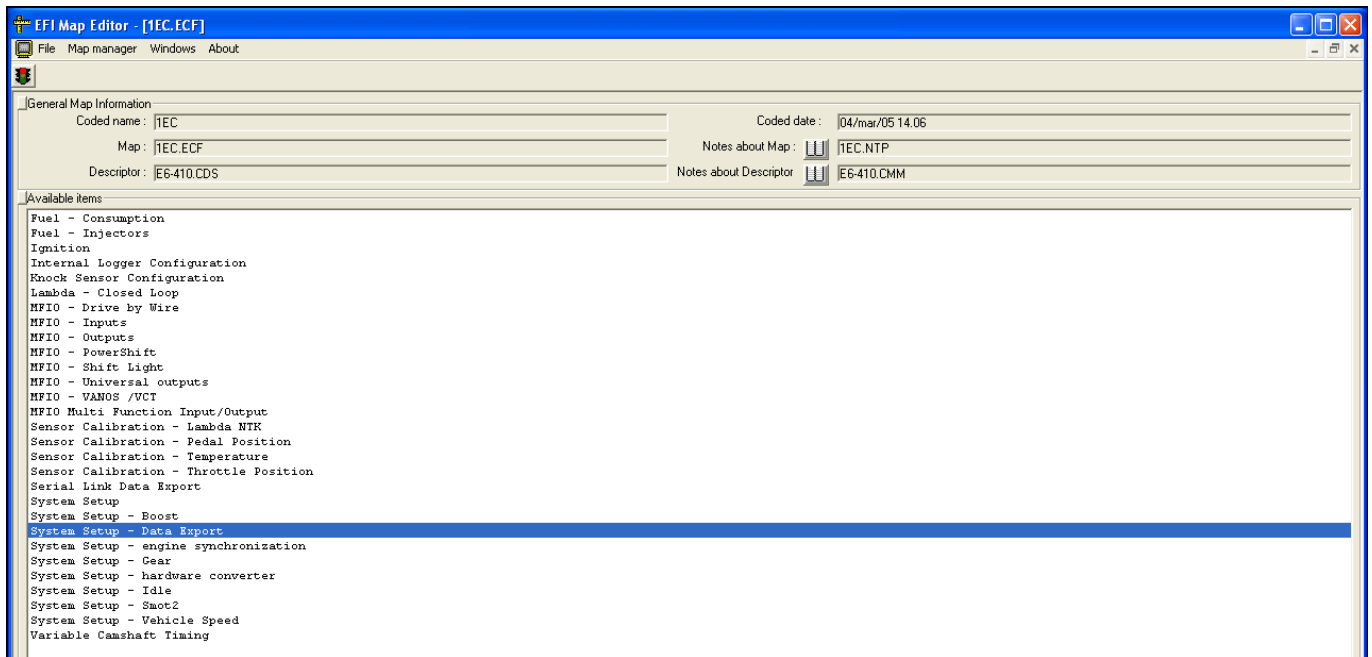 EFI Map Editor - [1EC.ECF]
File Map manager Windows About
General Map Information
Coded name : 1EC Coded date : 04/mar/05 14.06
Map : 1EC.ECF Notes about Map : 1EC.NTP
Descriptor : E6-410.CDS Notes about Descriptor E6-410.CMM
Available items
Fuel - Consumption
Fuel - Injectors
Ignition
Internal Logger Configuration
Knock Sensor Configuration
Lambda - Closed Loop
MFIO - Drive by Wire
MFIO - Inputs
MFIO - Outputs
MFIO - PowerShift
MFIO - Shift Light
MFIO - Universal outputs
MFIO - VANOS /VCT
MFIO Multi Function Input/Output
Sensor Calibration - Lambda NTK
Sensor Calibration - Pedal Position
Sensor Calibration - Temperature
Sensor Calibration - Throttle Position
Serial Link Data Export
System Setup
System Setup - Boost
System Setup - Data Export
System Setup - engine synchronization
System Setup - Gear
System Setup - hardware converter
System Setup - Idle
System Setup - Smot2
System Setup - Vehicle Speed
Variable Camshaft Timing